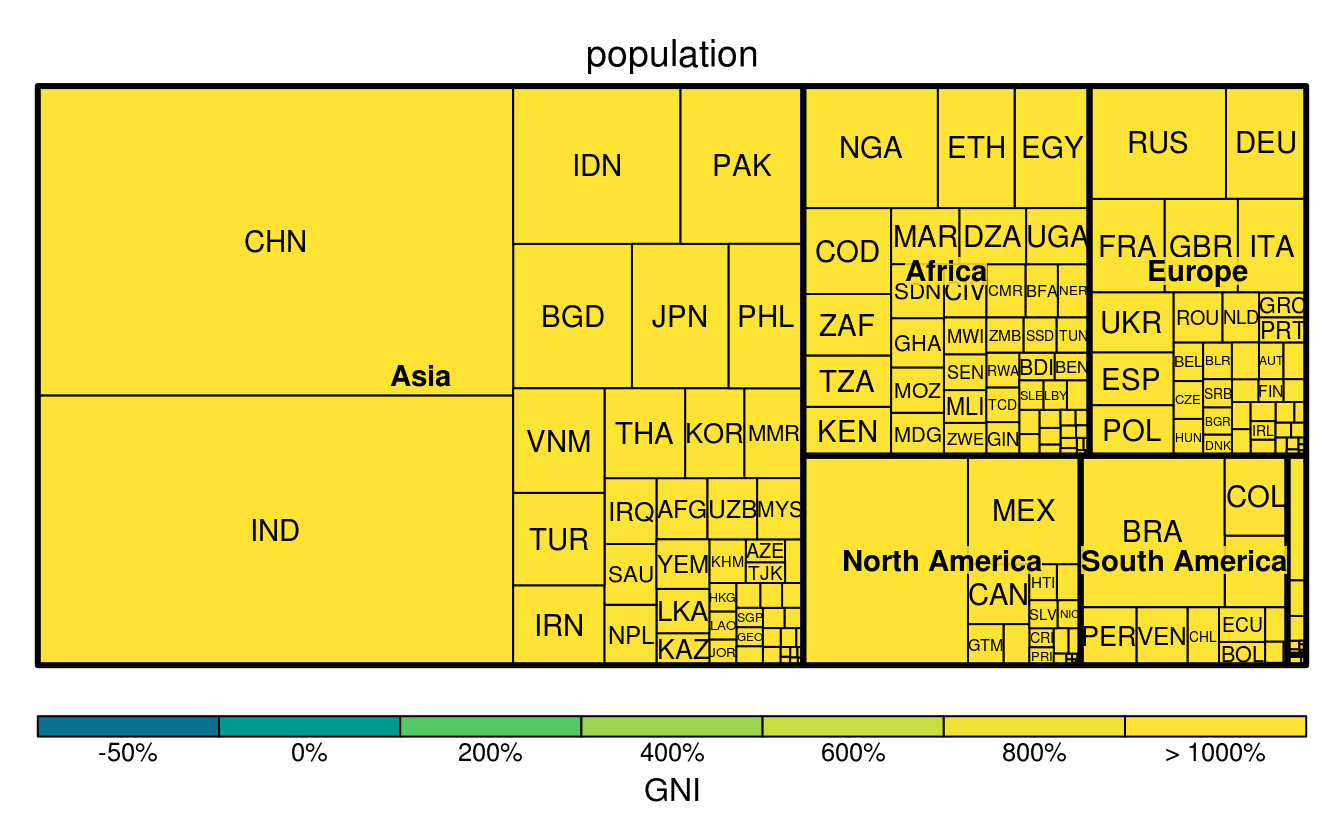 population
CHN
IND
Asia
IDN
PAK
BGD
JPN
PHL
VNM
THA
KOR
MMR
TUR
IRN
IRQ
AFG
UZB
MYS
SAU
NPL
YEM
KHM
AZE
TJK
LKA
KAZ
HKG
LAO
JOR
SGP
GEO
NGA
ETH
EGY
COD
MAR
DZA
UGA
Africa
ZAF
TZA
KEN
SDN
CIV
CMR
BFA
NER
GHA
MWI
ZMB
SSD
TUN
MOZ
SEN
RWA
BDI
BEN
MDG
MLI
TCD
SLE
LBY
ZWE
GIN
RUS
DEU
FRA
GBR
ITA
Europe
UKR
ROU
NLD
GRC
PRT
ESP
BEL
BLR
AUT
POL
CZE
SRB
FIN
HUN
BGR
DNK
IRL
North America
MEX
CAN
HTI
SLV
NIC
GTM
CRI
PRI
South America
BRA
COL
PER
VEN
CHL
ECU
BOL
-50% 0% 200% 400% 600% 800% > 1000%
GNI